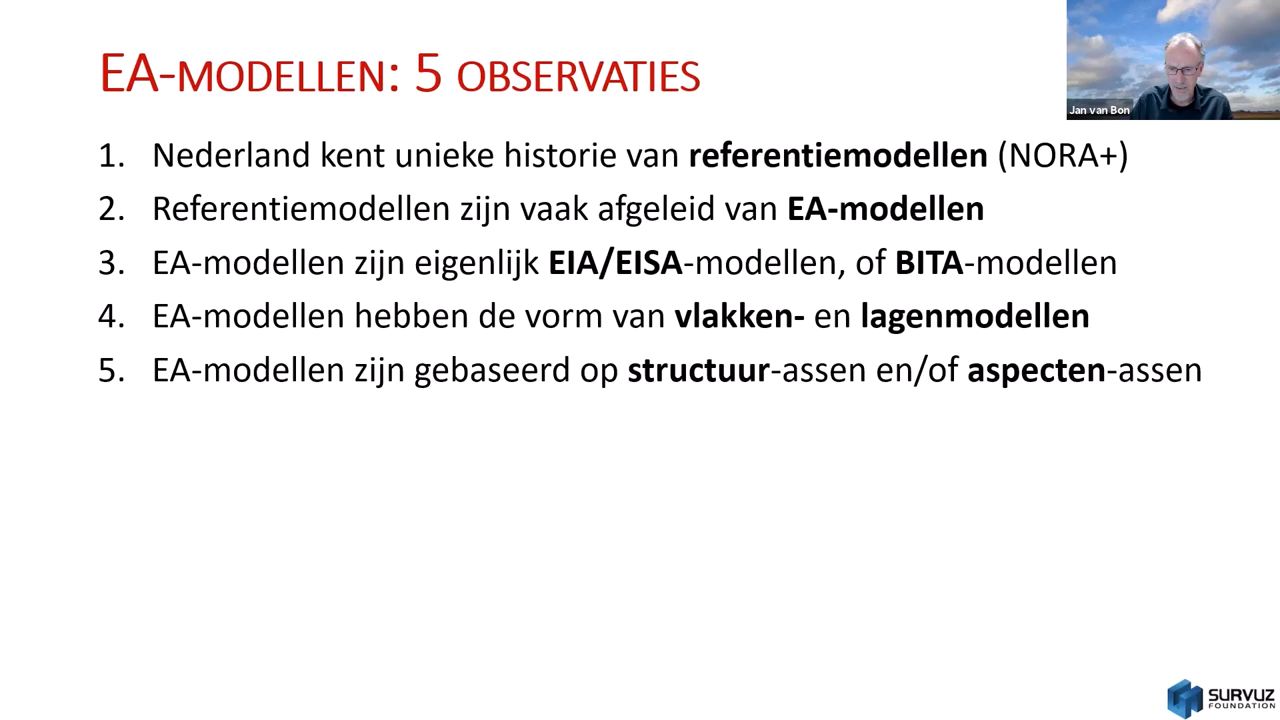 EA-MODELLEN: 5 OBSERVATIES
Jan van Bon
1. Nederland kent unieke historie van referentiemodellen (NORA+)
2. Referentiemodellen zijn vaak afgeleid van EA-modellen
3. EA-modellen zijn eigenlijk EIA/EISA-modellen, of BITA-modellen
4. EA-modellen hebben de vorm van vlakken- en lagenmodellen
5. EA-modellen zijn gebaseerd op structuur-assen en/of aspecten-assen
SURVUZ
FOUNDATION